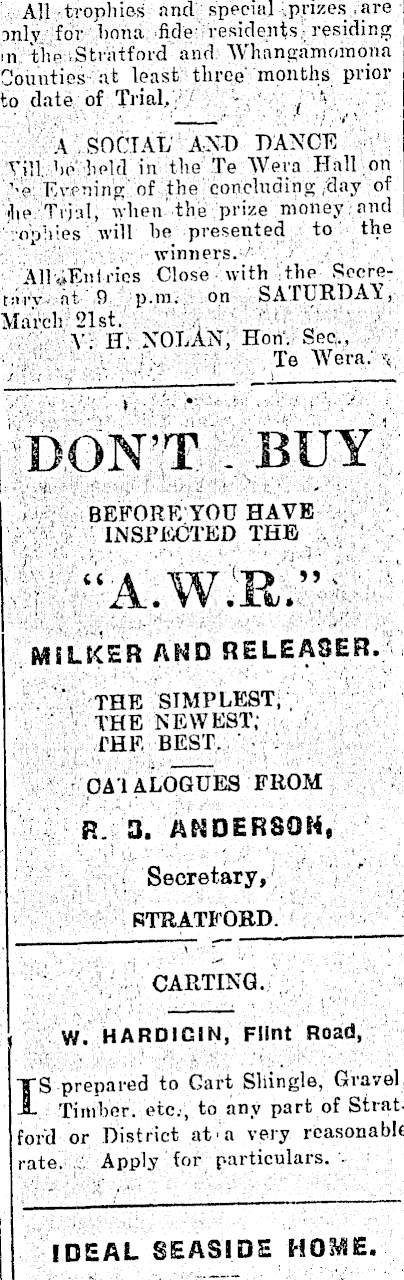 All trophies and special prizes are
only for bona fide residents residing
in the Stratford and Whangamomona
Counties at least three months prior
to date of Trial.
A SOCIAL AND DANCE
Will be held in the Te Wera Hall on
the Evening of the concluding day of
the Trial, when the prize money and
trophies will be presented to the
winners.
All Entries Close with the Secre-
tary at 9 p.m. on SATURDAY,
March 21st.
V. H. NOLAN, Hon. Sec.,
Te Wera.
DON'T BUY
BEFORE YOU HAVE
INSPECTED THE
"A.W.R."
MILKER AND RELEASER.
THE SIMPLEST,
THE NEWEST,
THE BEST.
CATALOGUES FROM
R. B. ANDERSON,
Secretary,
STRATFORD.
CARTING.
W. HARDIGIN, Flint Road,
IS prepared to Cart Shingle, Gravel
Timber, etc., to any part of Strat-
ford or District at a very reasonable
rate. Apply for particulars.
IDEAL SEASIDE HOME.